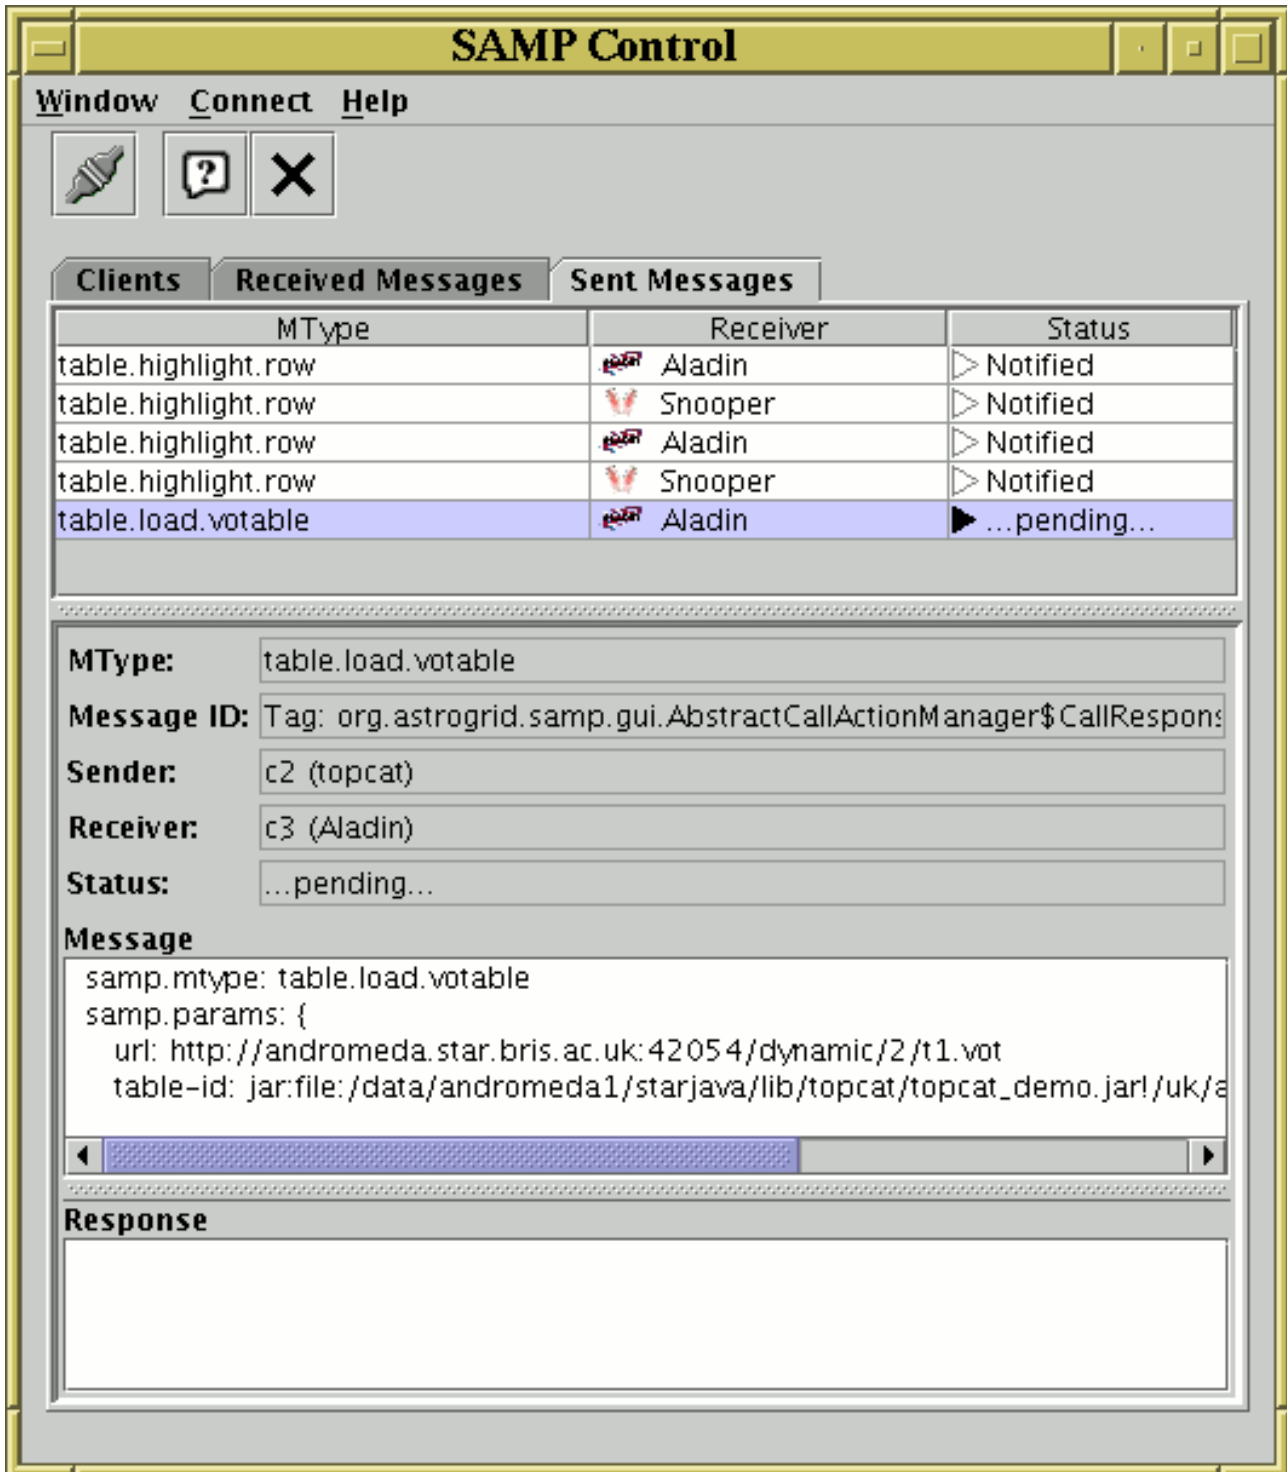 SAMP Control
Window Connect Help
Clients Received Messages Sent Messages
MType Receiver Status
table.highlight.row Aladin Notified
table.highlight.row Snooper Notified
table.highlight.row Aladin Notified
table.highlight.row Snooper Notified
table.load.votable Aladin ...pending...
MType: table.load.votable
Message ID: Tag: org.astrogrid.samp.gui.AbstractCallActionManager$CallRespons
Sender: c2 (topcat)
Receiver: c3 (Aladin)
Status: ...pending...
Message
samp.mtype: table.load.votable
samp.params: {
url: http://andromeda.star.bris.ac.uk:42054/dynamic/2/t1.vot
table-id: jar:file:/data/andromeda1/starjava/lib/topcat/topcat_demo.jar!/uk/a
Response